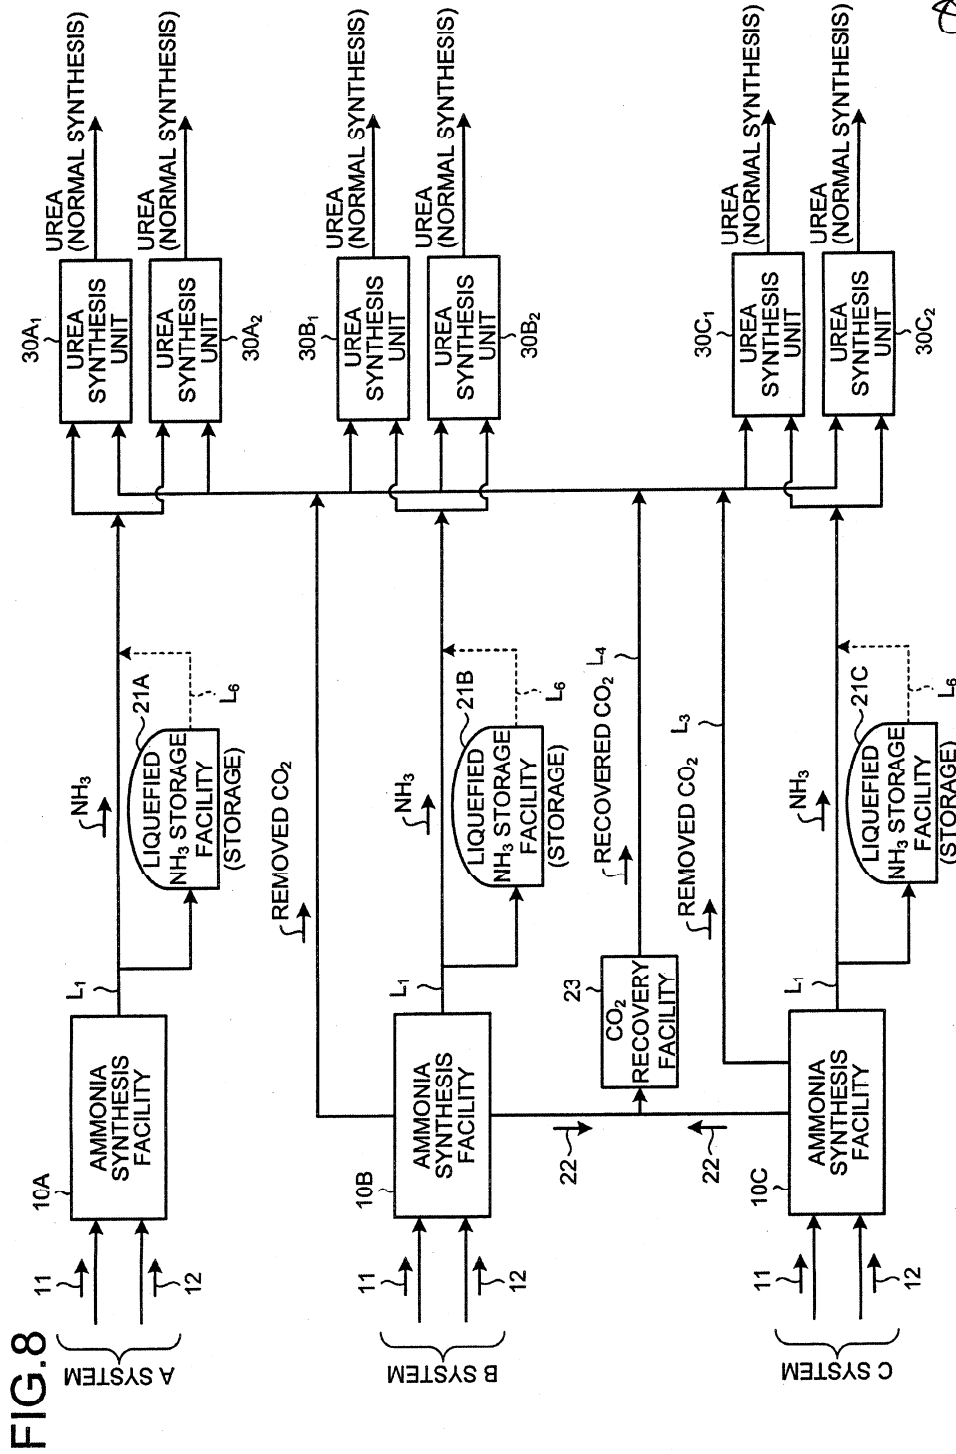 FIG.8
A SYSTEM
11
12
10A
AMMONIA
SYNTHESIS
FACILITY
L1
NH3
21A
LIQUEFIED
NH3 STORAGE
FACILITY
(STORAGE)
L6
30A1
UREA
SYNTHESIS
UNIT
UREA
(NORMAL SYNTHESIS)
UREA
SYNTHESIS
UNIT
30A2
UREA
(NORMAL SYNTHESIS)
REMOVED CO2
B SYSTEM
11
12
10B
AMMONIA
SYNTHESIS
FACILITY
L1
NH3
21B
LIQUEFIED
NH3 STORAGE
FACILITY
(STORAGE)
L6
30B1
UREA
SYNTHESIS
UNIT
UREA
(NORMAL SYNTHESIS)
UREA
SYNTHESIS
UNIT
30B2
UREA
(NORMAL SYNTHESIS)
22
22
23
CO2
RECOVERY
FACILITY
RECOVERED CO2
L4
REMOVED CO2
L3
C SYSTEM
11
12
10C
AMMONIA
SYNTHESIS
FACILITY
L1
NH3
21C
LIQUEFIED
NH3 STORAGE
FACILITY
(STORAGE)
L6
30C1
UREA
SYNTHESIS
UNIT
UREA
(NORMAL SYNTHESIS)
UREA
SYNTHESIS
UNIT
30C2
UREA
(NORMAL SYNTHESIS)